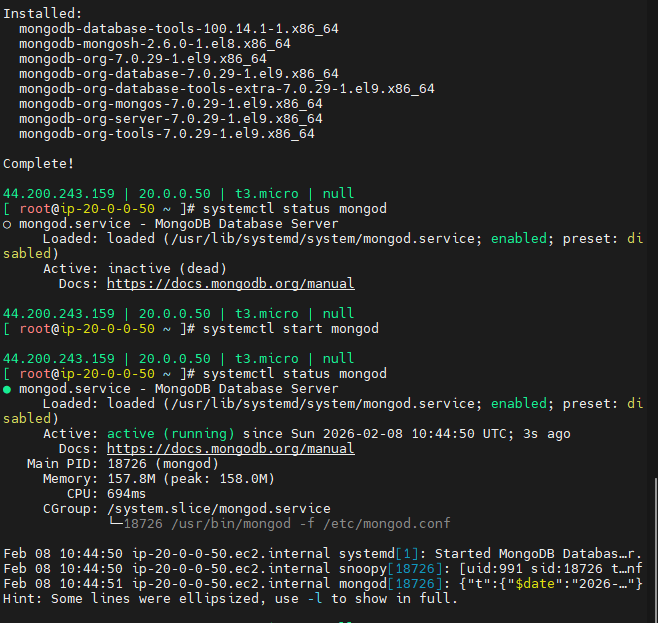 Installed:
  mongodb-database-tools-100.14.1-1.x86_64
  mongodb-mongosh-2.6.0-1.el8.x86_64
  mongodb-org-7.0.29-1.el9.x86_64
  mongodb-org-database-7.0.29-1.el9.x86_64
  mongodb-org-database-tools-extra-7.0.29-1.el9.x86_64
  mongodb-org-mongos-7.0.29-1.el9.x86_64
  mongodb-org-server-7.0.29-1.el9.x86_64
  mongodb-org-tools-7.0.29-1.el9.x86_64

Complete!

44.200.243.159 | 20.0.0.50 | t3.micro | null
[ root@ip-20-0-0-50 ~ ]# systemctl status mongod
○ mongod.service - MongoDB Database Server
     Loaded: loaded (/usr/lib/systemd/system/mongod.service; enabled; preset: di
sabled)
     Active: inactive (dead)
       Docs: https://docs.mongodb.org/manual

44.200.243.159 | 20.0.0.50 | t3.micro | null
[ root@ip-20-0-0-50 ~ ]# systemctl start mongod

44.200.243.159 | 20.0.0.50 | t3.micro | null
[ root@ip-20-0-0-50 ~ ]# systemctl status mongod
● mongod.service - MongoDB Database Server
     Loaded: loaded (/usr/lib/systemd/system/mongod.service; enabled; preset: di
sabled)
     Active: active (running) since Sun 2026-02-08 10:44:50 UTC; 3s ago
       Docs: https://docs.mongodb.org/manual
   Main PID: 18726 (mongod)
     Memory: 157.8M (peak: 158.0M)
        CPU: 694ms
     CGroup: /system.slice/mongod.service
             └─18726 /usr/bin/mongod -f /etc/mongod.conf

Feb 08 10:44:50 ip-20-0-0-50.ec2.internal systemd[1]: Started MongoDB Databas…r.
Feb 08 10:44:50 ip-20-0-0-50.ec2.internal snoopy[18726]: [uid:991 sid:18726 t…nf
Feb 08 10:44:51 ip-20-0-0-50.ec2.internal mongod[18726]: {"t":{"$date":"2026-…"}
Hint: Some lines were ellipsized, use -l to show in full.